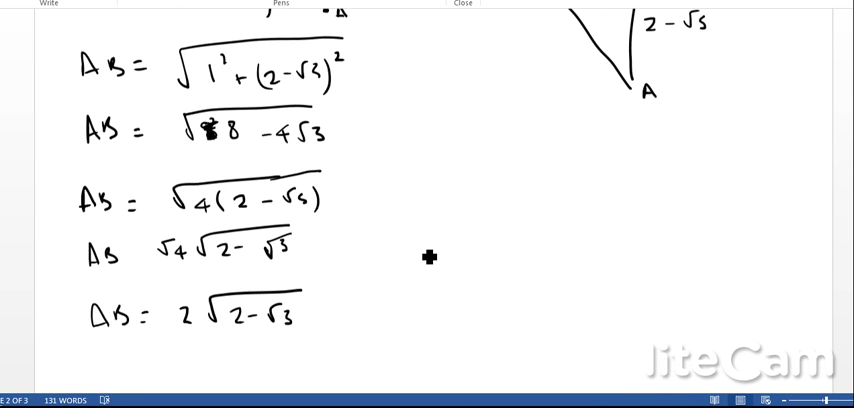 Write Pens Close
2 - √3
A
AB = √(1² + (2-√3)²)
AB = √(8 - 4√3)
AB = √(4(2 - √3))
AB √4 √(2 - √3)
AB = 2 √(2-√3)
liteCam
E 2 OF 3 131 WORDS